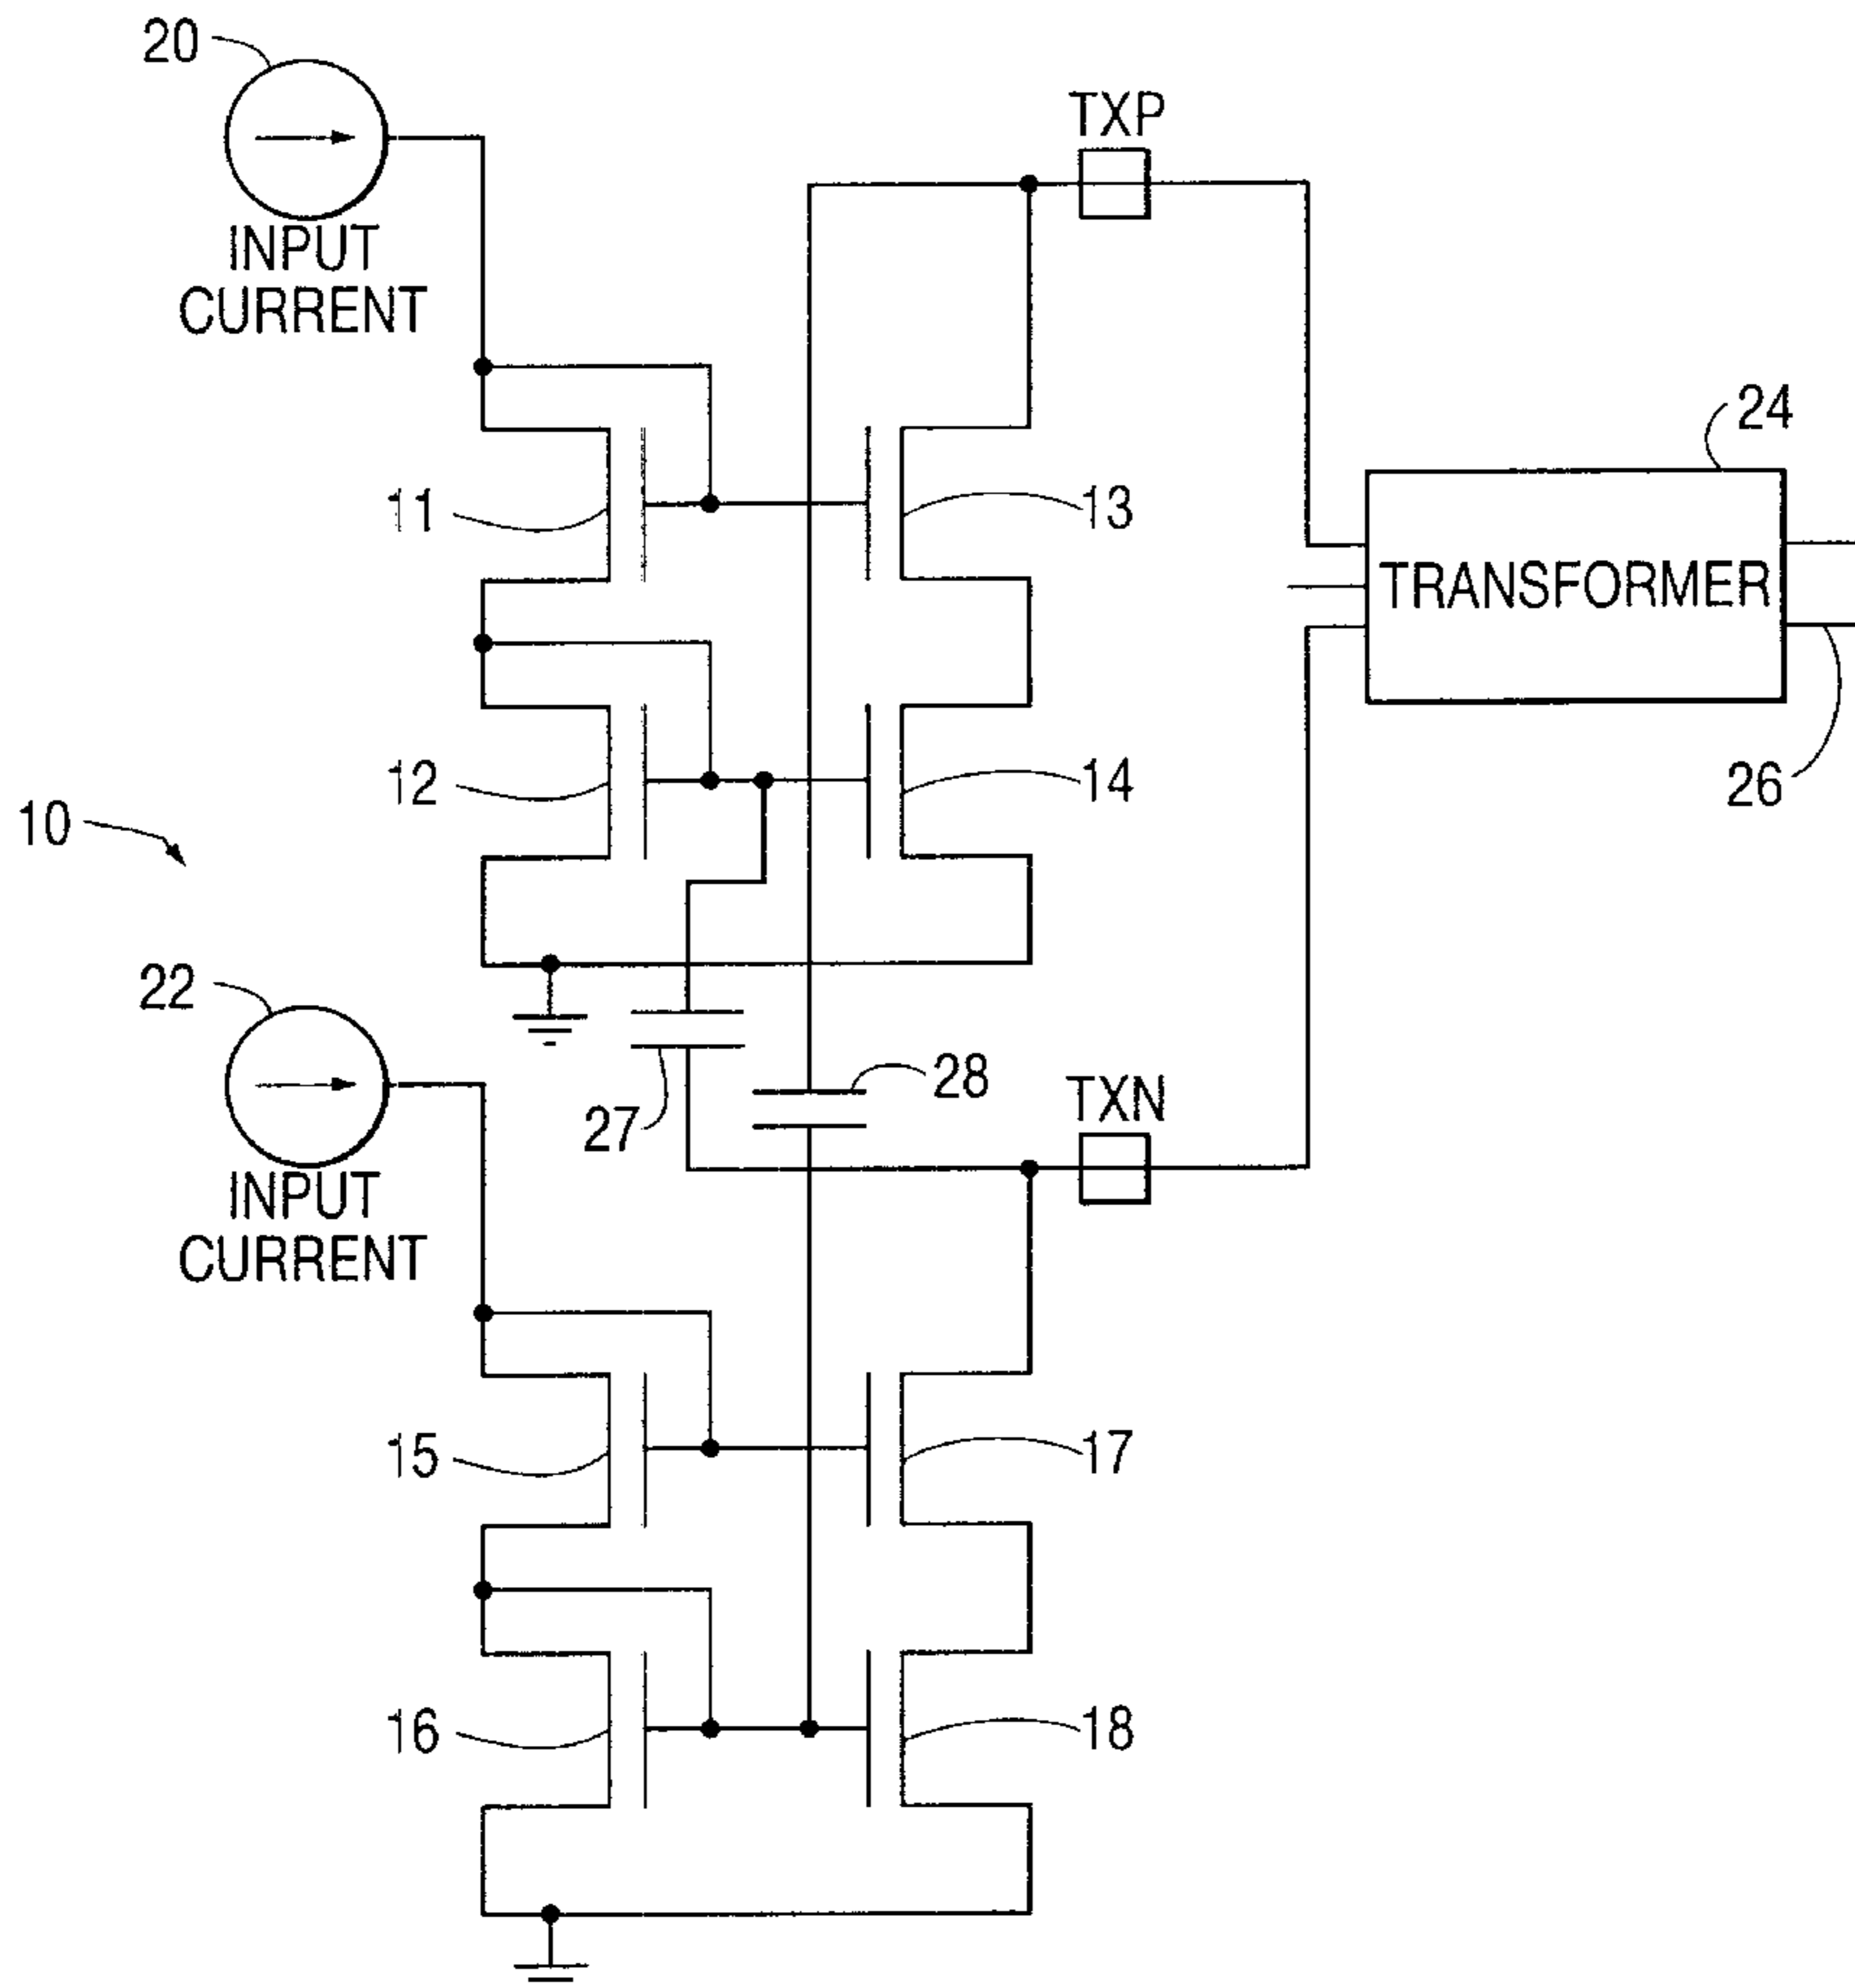 20
INPUT
CURRENT
TXP
24
11
13
TRANSFORMER
12
14
26
10
22
28
27
TXN
INPUT
CURRENT
15
17
16
18